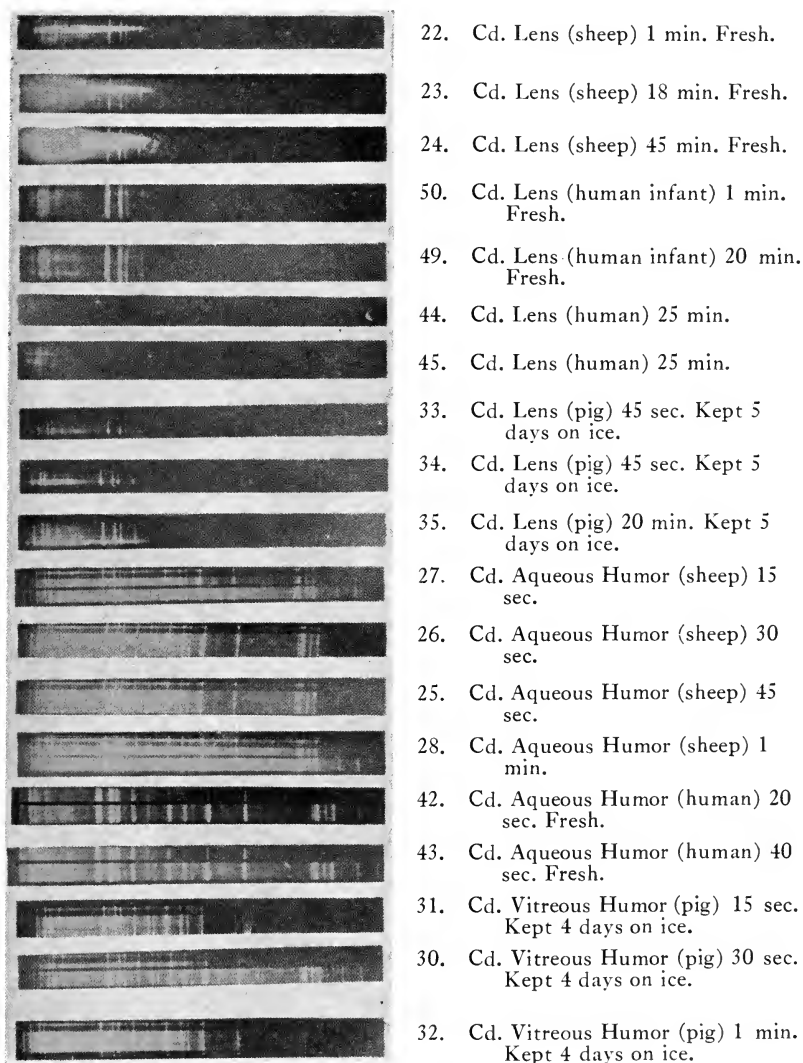 22. Cd. Lens (sheep) 1 min. Fresh.
23. Cd. Lens (sheep) 18 min. Fresh.
24. Cd. Lens (sheep) 45 min. Fresh.
50. Cd. Lens (human infant) 1 min.
Fresh.
49. Cd. Lens (human infant) 20 min.
Fresh.
44. Cd. Lens (human) 25 min.
45. Cd. Lens (human) 25 min.
33. Cd. Lens (pig) 45 sec. Kept 5
days on ice.
34. Cd. Lens (pig) 45 sec. Kept 5
days on ice.
35. Cd. Lens (pig) 20 min. Kept 5
days on ice.
27. Cd. Aqueous Humor (sheep) 15
sec.
26. Cd. Aqueous Humor (sheep) 30
sec.
25. Cd. Aqueous Humor (sheep) 45
sec.
28. Cd. Aqueous Humor (sheep) 1
min.
42. Cd. Aqueous Humor (human) 20
sec. Fresh.
43. Cd. Aqueous Humor (human) 40
sec. Fresh.
31. Cd. Vitreous Humor (pig) 15 sec.
Kept 4 days on ice.
30. Cd. Vitreous Humor (pig) 30 sec.
Kept 4 days on ice.
32. Cd. Vitreous Humor (pig) 1 min.
Kept 4 days on ice.